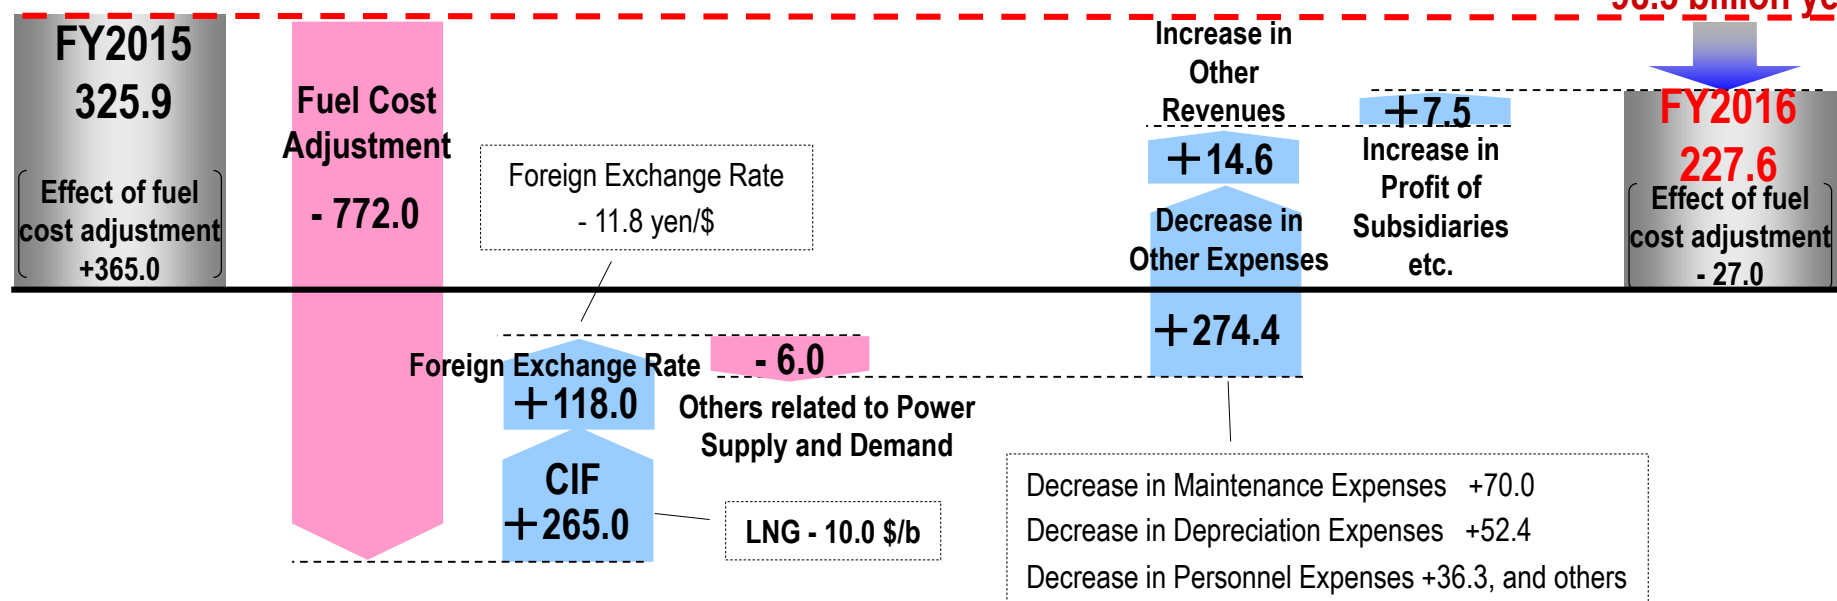 98.3 billion
FY2015
325.9
Effect of fuel
cost adjustment
+365.0
Fuel Cost
Adjustment
- 772.0
Foreign Exchange Rate
- 11.8 yen/$
Foreign Exchange Rate
+118.0
CIF
+265.0
LNG - 10.0 $/b
- 6.0
Others related to Power
Supply and Demand
Increase in
Other
Revenues
+14.6
Decrease in
Other Expenses
+274.4
Decrease in Maintenance Expenses +70.0
Decrease in Depreciation Expenses +52.4
Decrease in Personnel Expenses +36.3, and others
+7.5
Increase in
Profit of
Subsidiaries
etc.
FY2016
227.6
Effect of fuel
cost adjustment
- 27.0